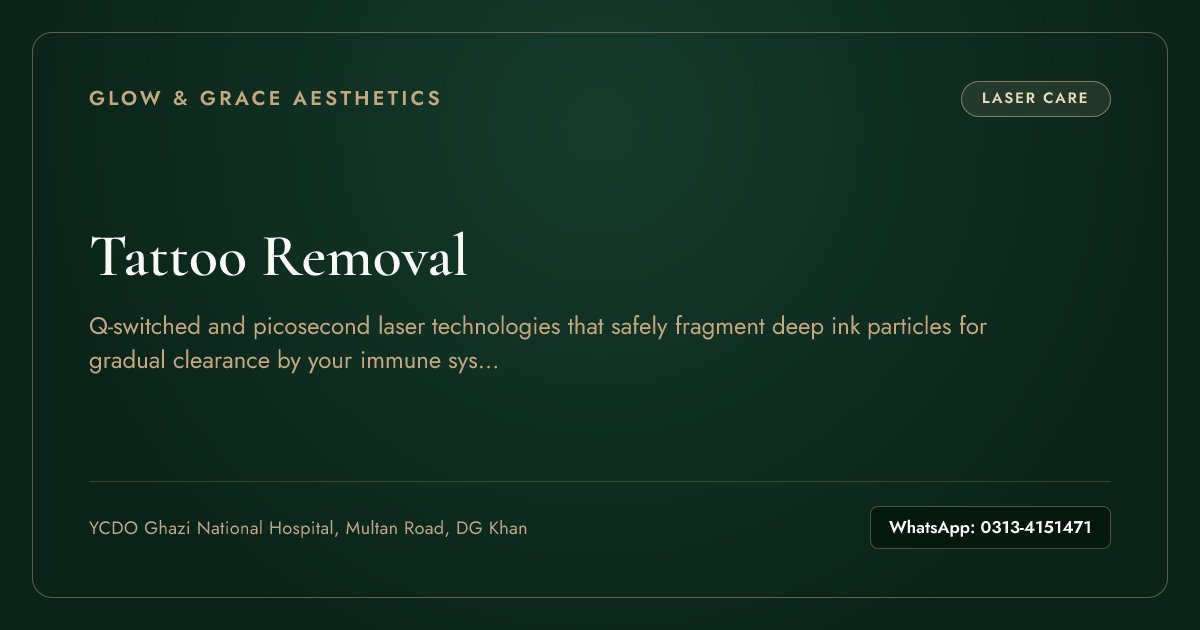 GLOW & GRACE AESTHETICS
LASER CARE
Tattoo Removal
Q-switched and picosecond laser technologies that safely fragment deep ink particles for
gradual clearance by your immune sys...
YCDO Ghazi National Hospital, Multan Road, DG Khan
WhatsApp: 0313-4151471